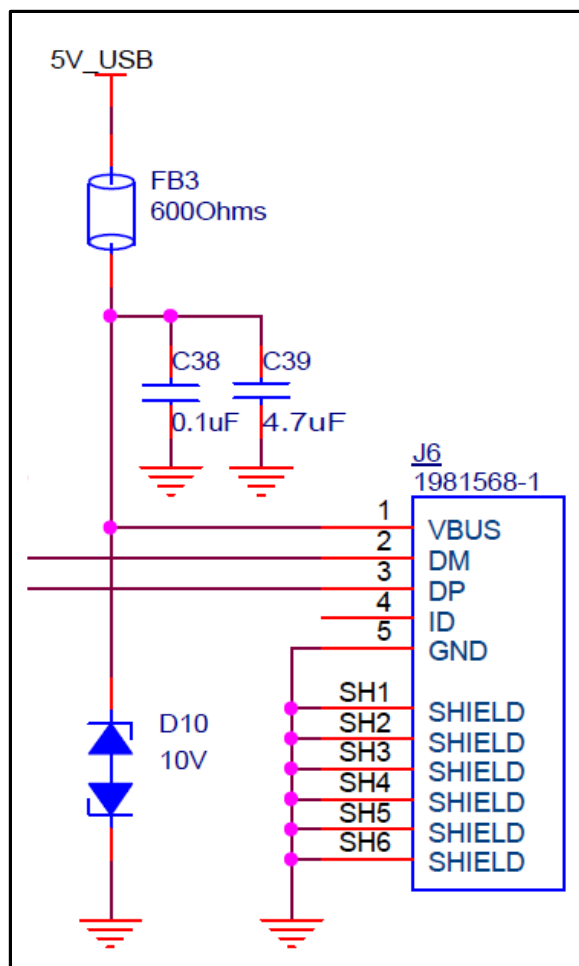 5V_USB
FB3
600Ohms
C38
C39
0.1uF
4.7uF
J6
1981568-1
1
VBUS
2
DM
3
DP
4
ID
5
GND
SH1
SHIELD
SH2
SHIELD
SH3
SHIELD
SH4
SHIELD
SH5
SHIELD
SH6
SHIELD
D10
10V